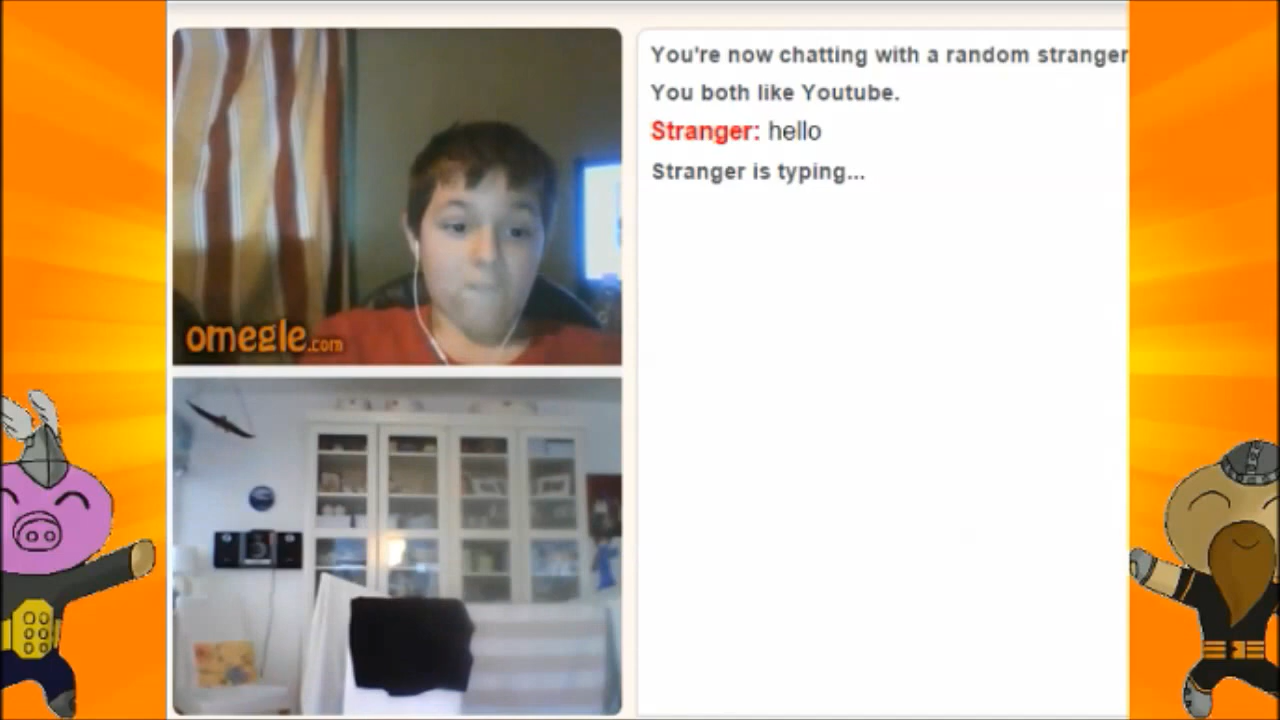 You're now chatting with a random stranger
You both like Youtube.
Stranger: hello
Stranger is typing...
omegle.com